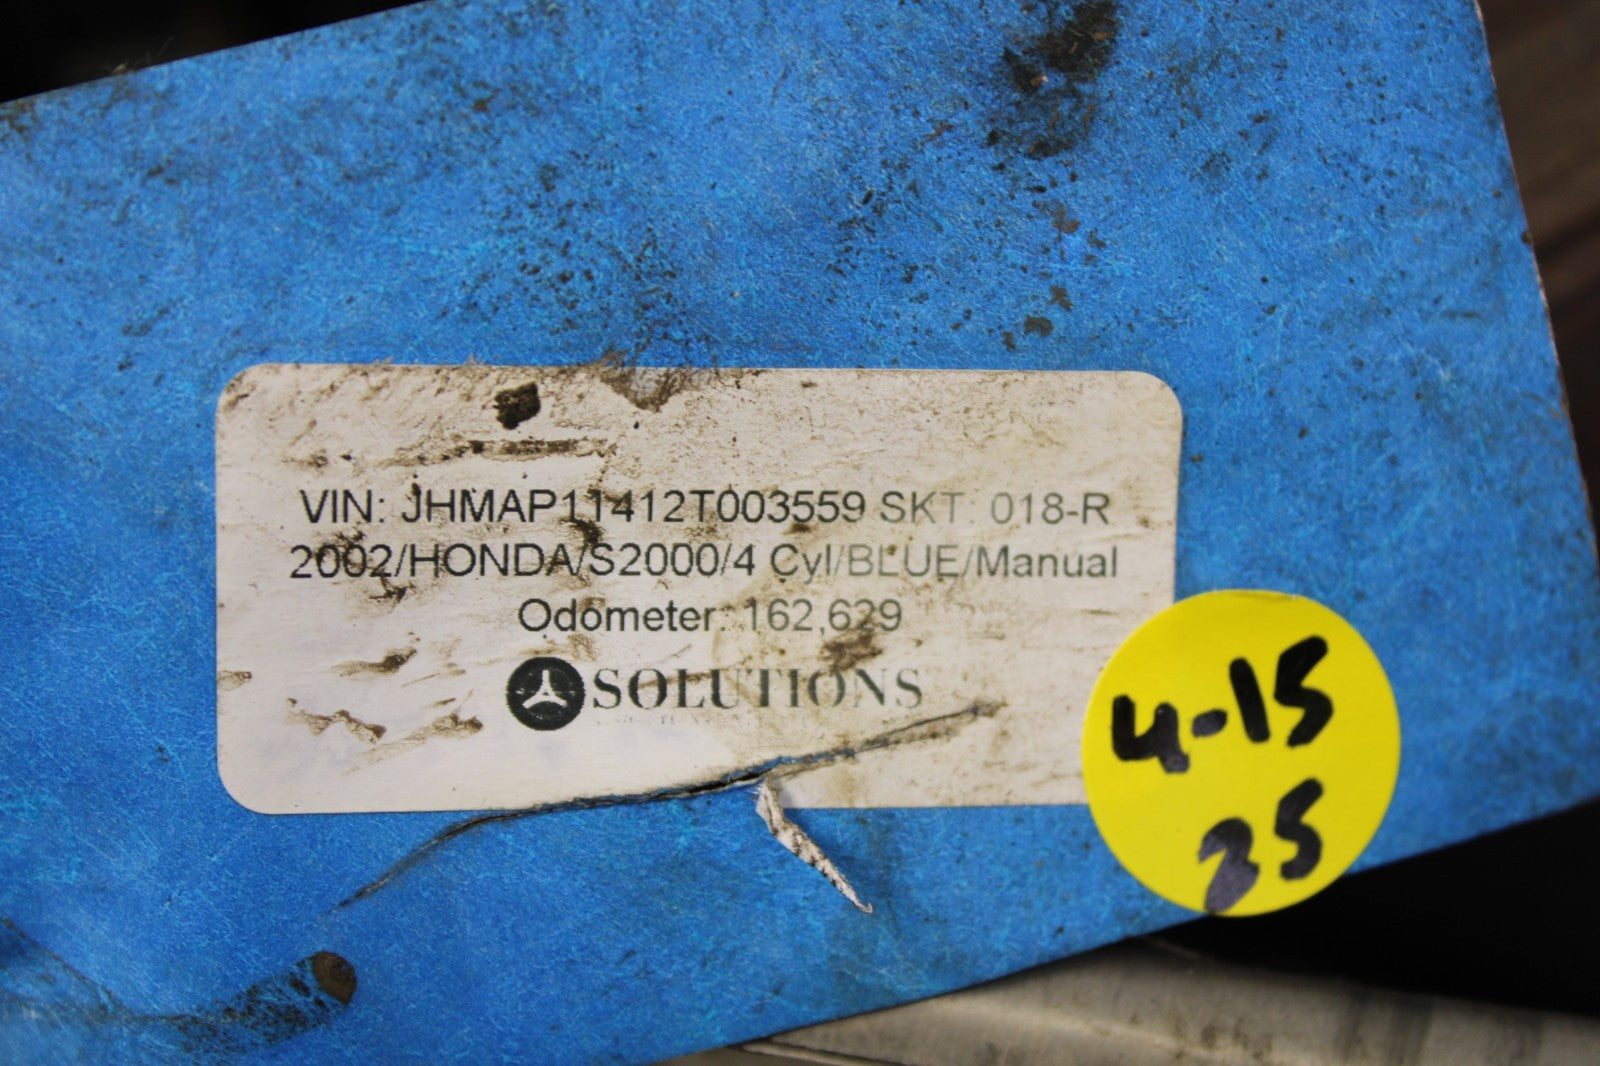 VIN: JHMAP11412T003559 SKT: 018-R
2002/HONDA/S2000/4 Cyl/BLUE/Manual
Odometer: 162,629
SOLUTIONS
4-15
25